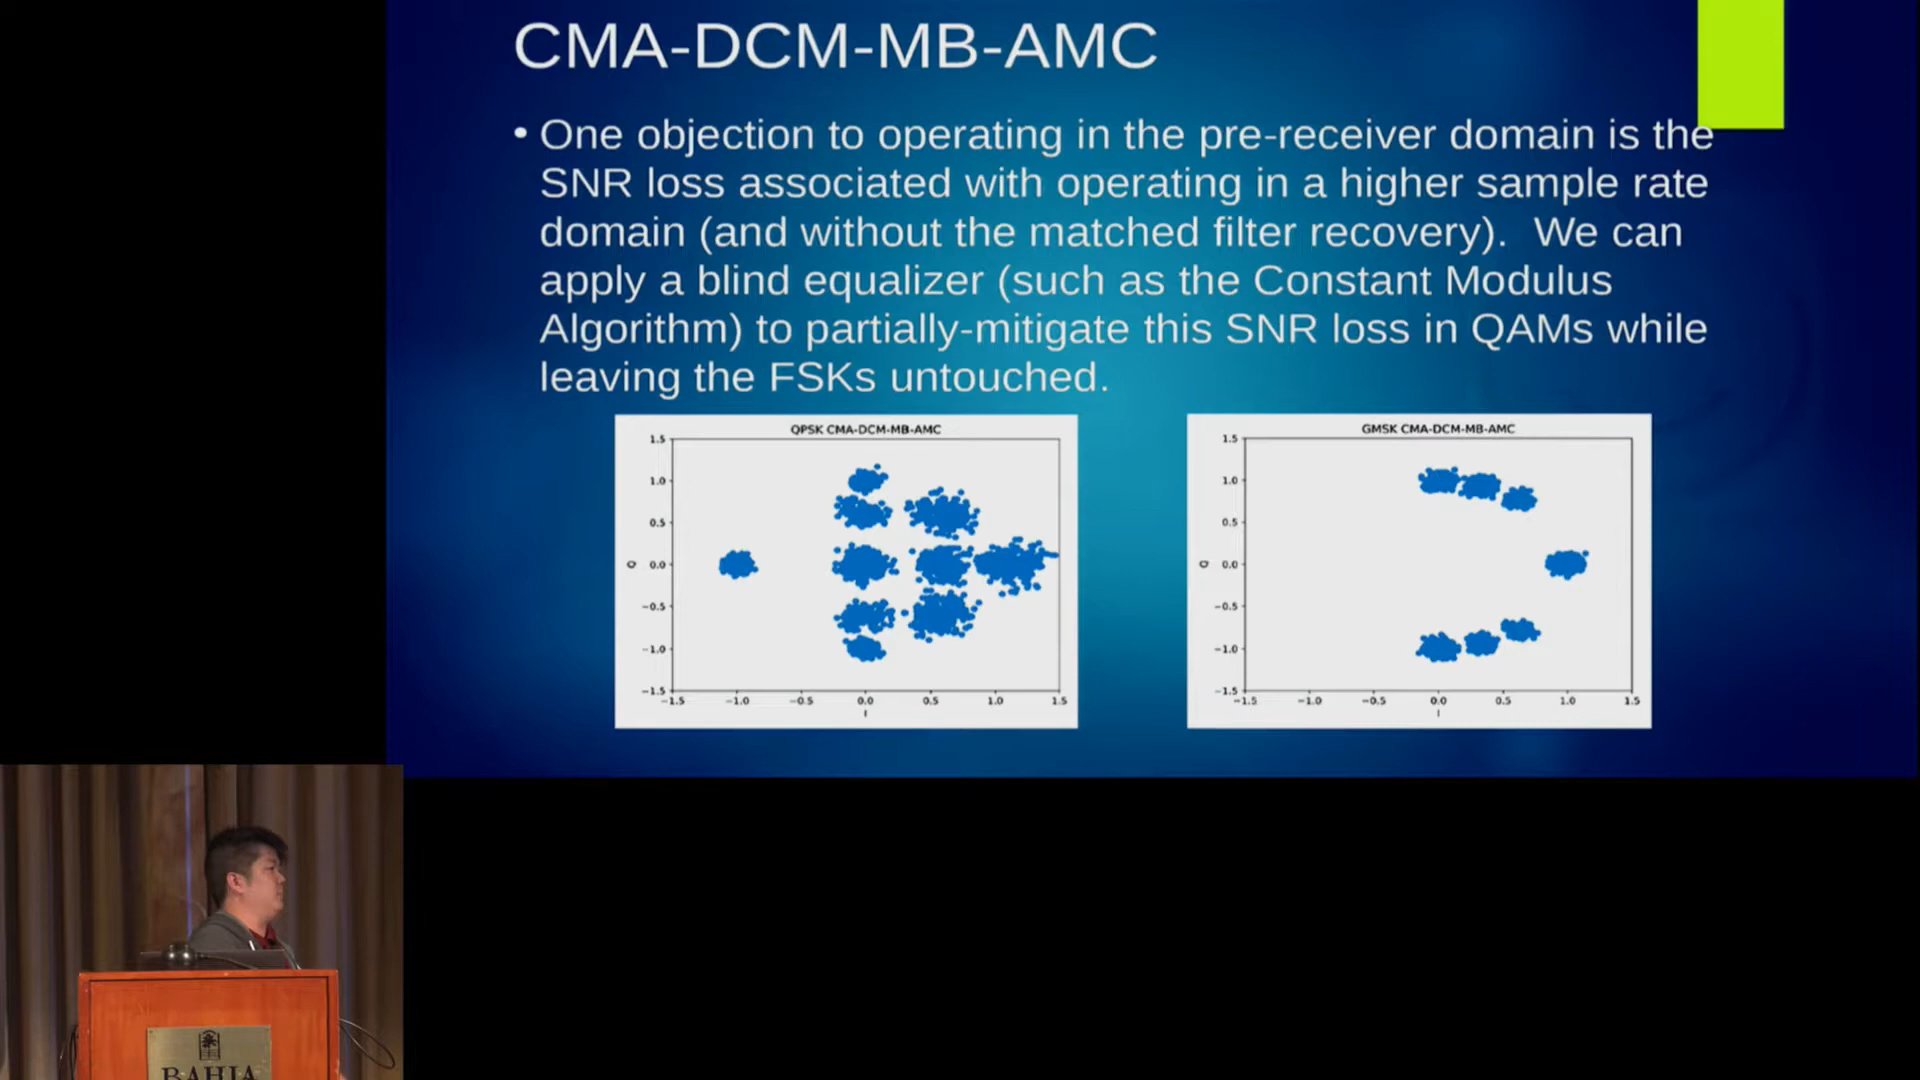 CMA-DCM-MB-AMC
• One objection to operating in the pre-receiver domain is the
SNR loss associated with operating in a higher sample rate
domain (and without the matched filter recovery).  We can
apply a blind equalizer (such as the Constant Modulus
Algorithm) to partially-mitigate this SNR loss in QAMs while
leaving the FSKs untouched.
QPSK CMA-DCM-MB-AMC
1.5
1.0
0.5
0.0
−0.5
−1.0
−1.5
Q
−1.5 −1.0 −0.5 0.0 0.5 1.0 1.5
I
GMSK CMA-DCM-MB-AMC
1.5
1.0
0.5
0.0
−0.5
−1.0
−1.5
Q
−1.5 −1.0 −0.5 0.0 0.5 1.0 1.5
I
BAHIA